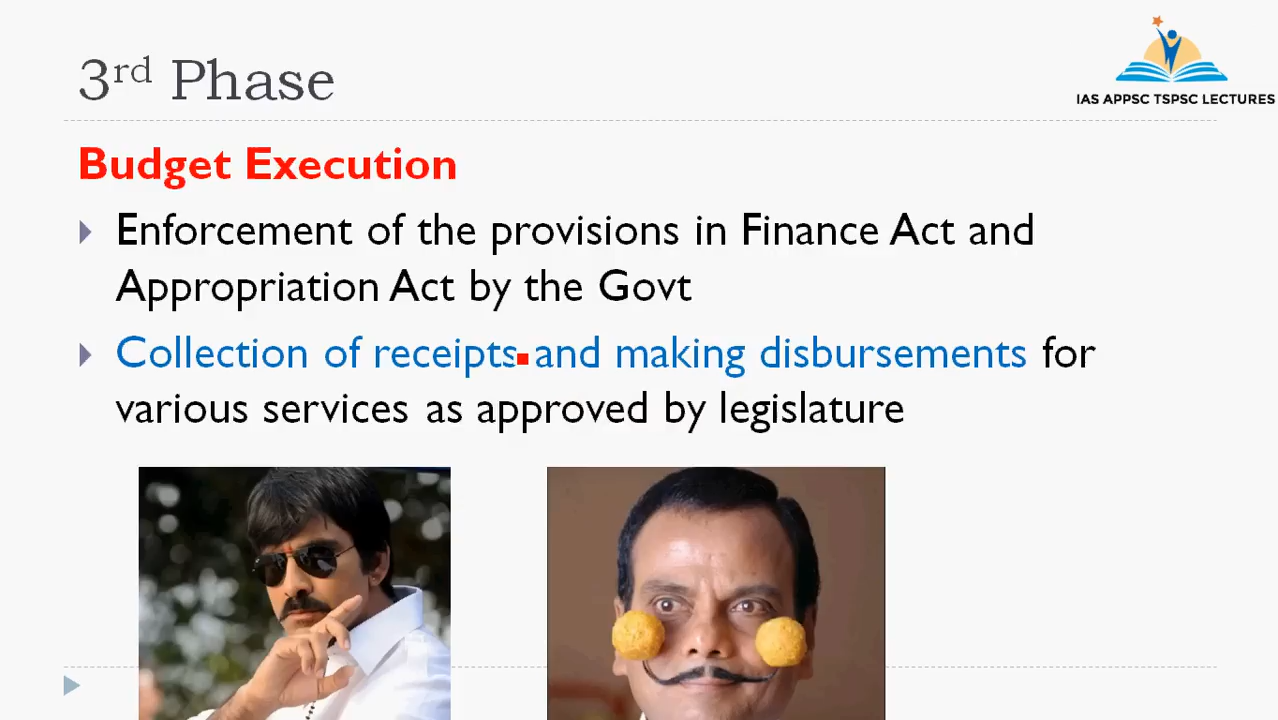 3rd Phase
IAS APPSC TSPSC LECTURES
Budget Execution
Enforcement of the provisions in Finance Act and
Appropriation Act by the Govt
Collection of receipts and making disbursements for
various services as approved by legislature